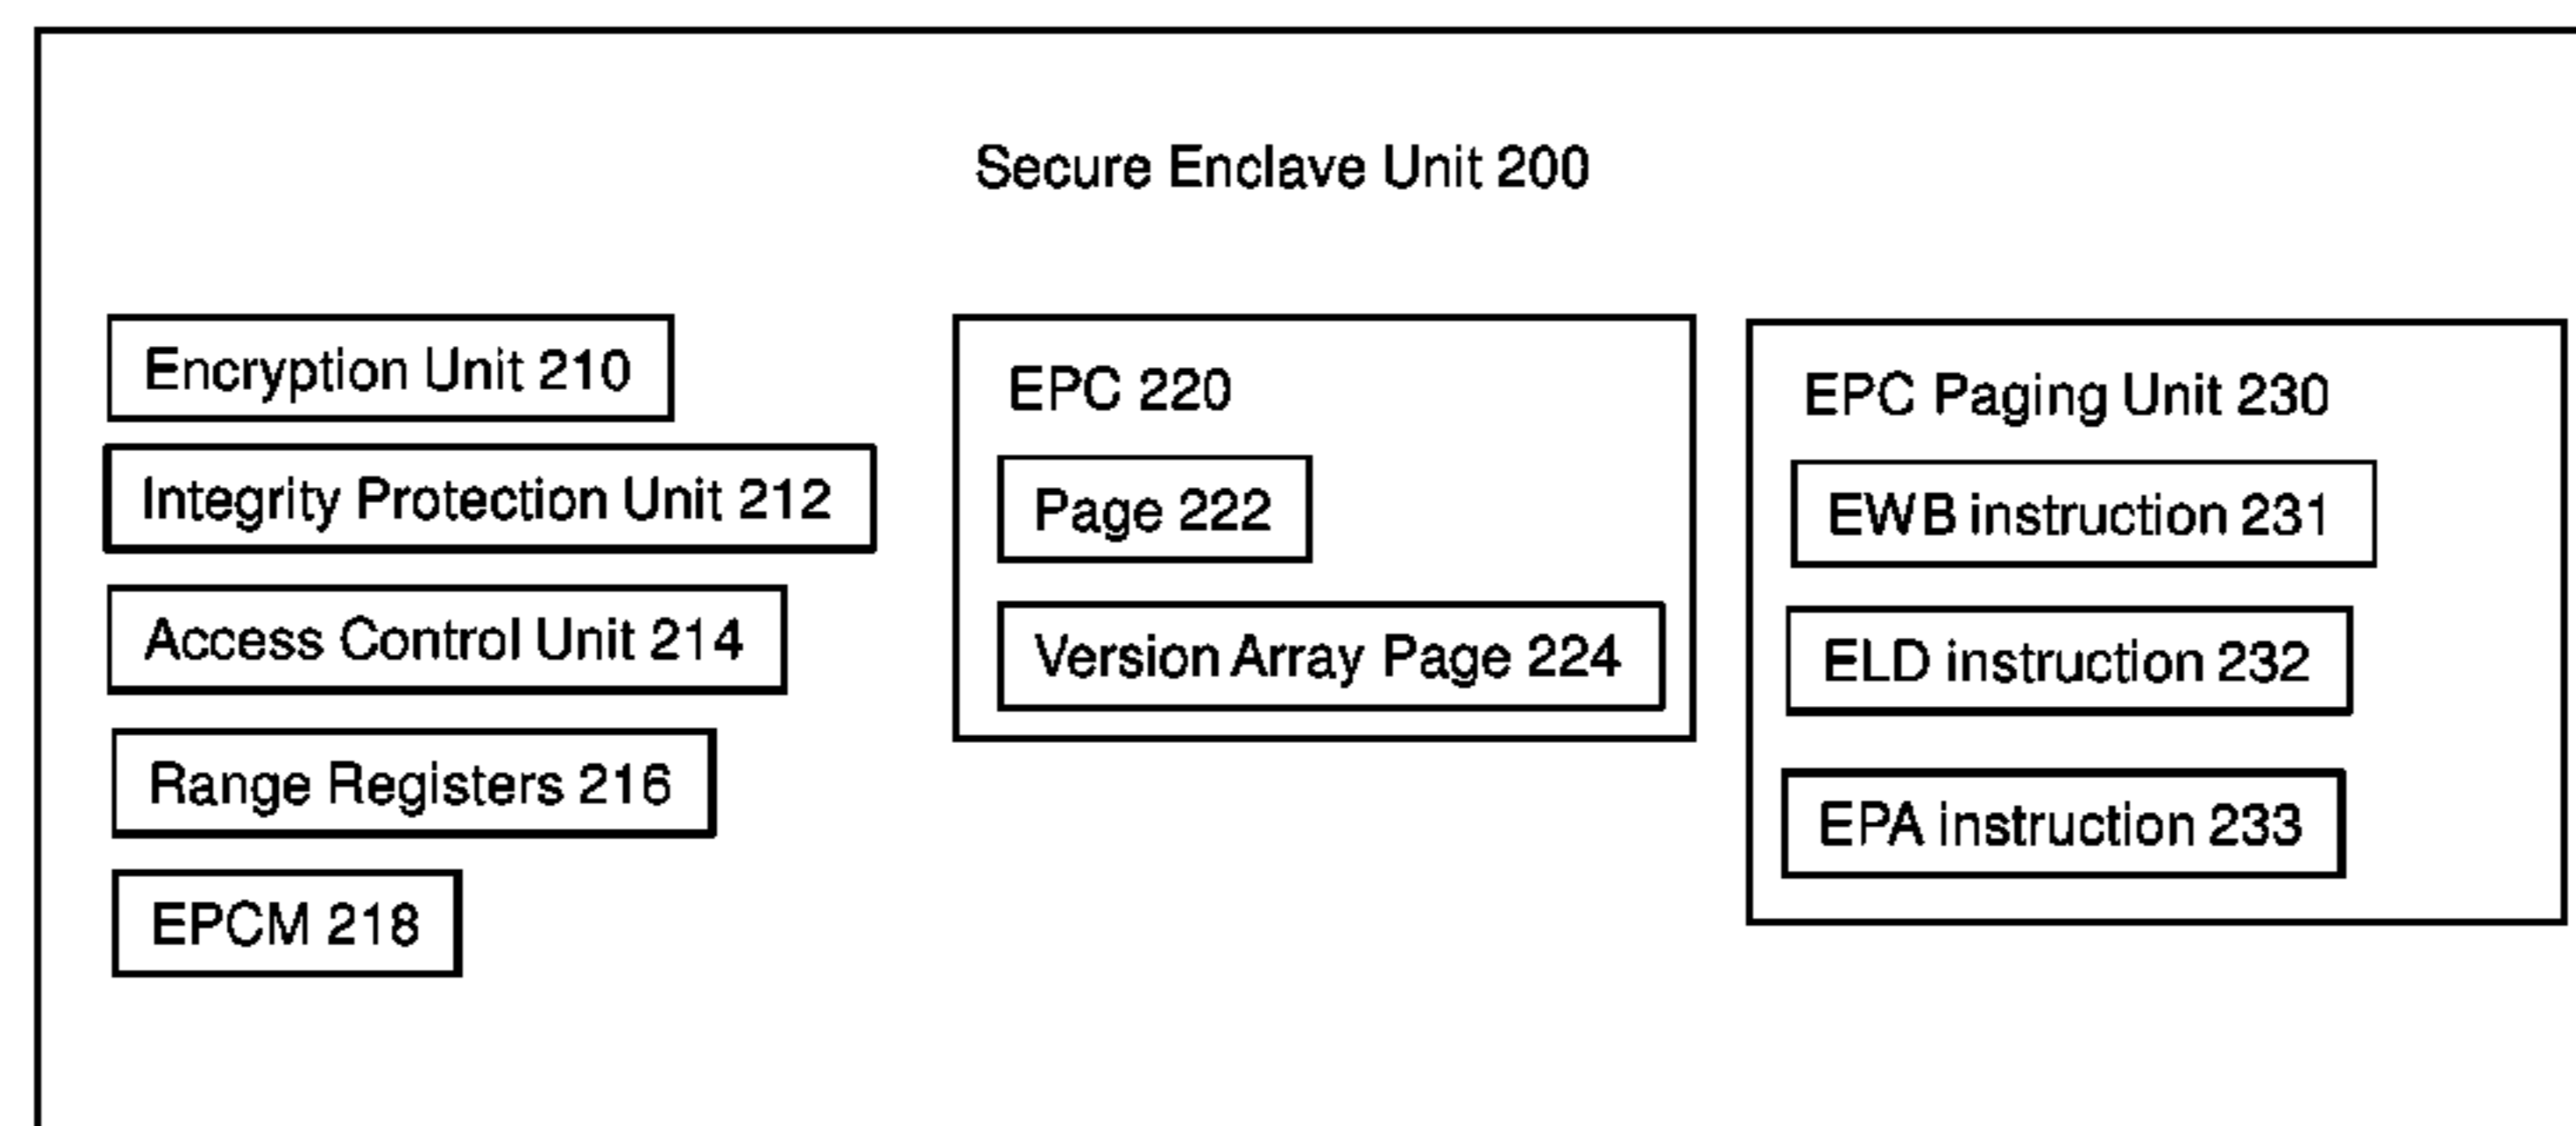 Secure Enclave Unit 200
Encryption Unit 210
Integrity Protection Unit 212
Access Control Unit 214
Range Registers 216
EPCM 218
EPC 220
Page 222
Version Array Page 224
EPC Paging Unit 230
EWB instruction 231
ELD instruction 232
EPA instruction 233